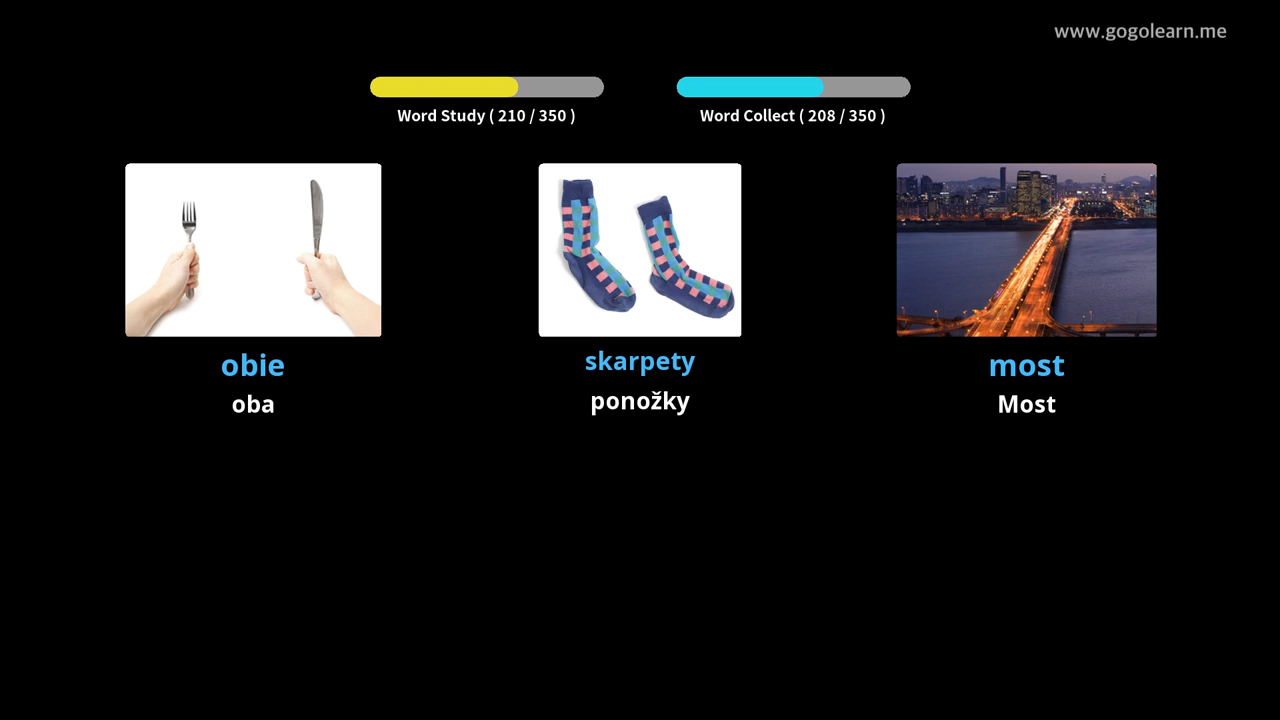 www.gogolearn.me
Word Study ( 210 / 350 )
Word Collect ( 208 / 350 )
obie
oba
skarpety
ponožky
most
Most